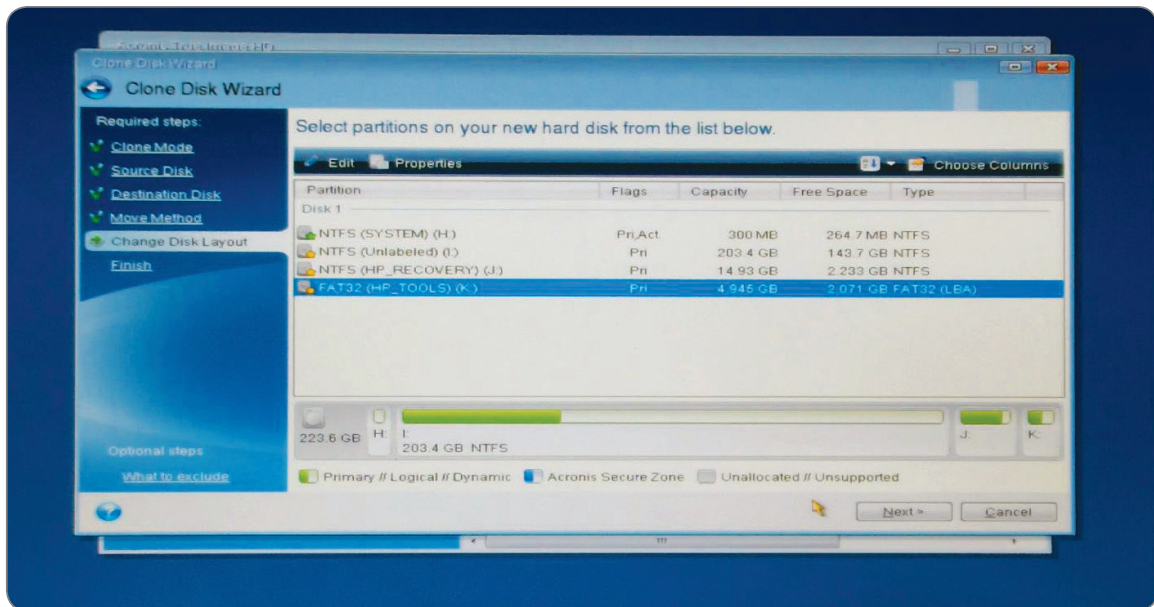 Clone Disk Wizard
Clone Disk Wizard
Required steps:
Clone Mode
Source Disk
Destination Disk
Move Method
Change Disk Layout
Finish
Optional steps
What to exclude
Select partitions on your new hard disk from the list below.
Edit Properties Choose Columns
Partition Flags Capacity Free Space Type
Disk 1
NTFS (SYSTEM) (H:) Pri,Act 300 MB 264.7 MB NTFS
NTFS (Unlabeled) (I:) Pri 203.4 GB 143.7 GB NTFS
NTFS (HP_RECOVERY) (J:) Pri 14.93 GB 2.233 GB NTFS
FAT32 (HP_TOOLS) (K:) Pri 4.945 GB 2.071 GB FAT32 (LBA)
223.6 GB H: I: J: K:
203.4 GB NTFS
Primary // Logical // Dynamic Acronis Secure Zone Unallocated // Unsupported
Next > Cancel